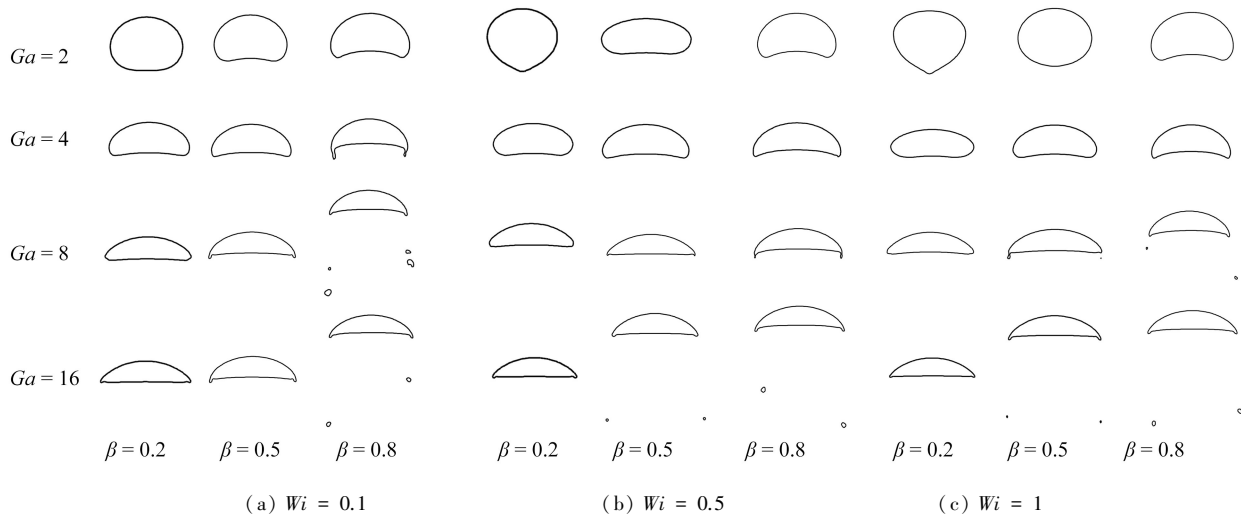 Ga = 2
Ga = 4
Ga = 8
Ga = 16
β = 0.2 β = 0.5 β = 0.8 β = 0.2 β = 0.5 β = 0.8 β = 0.2 β = 0.5 β = 0.8
(a) Wi = 0.1 (b) Wi = 0.5 (c) Wi = 1